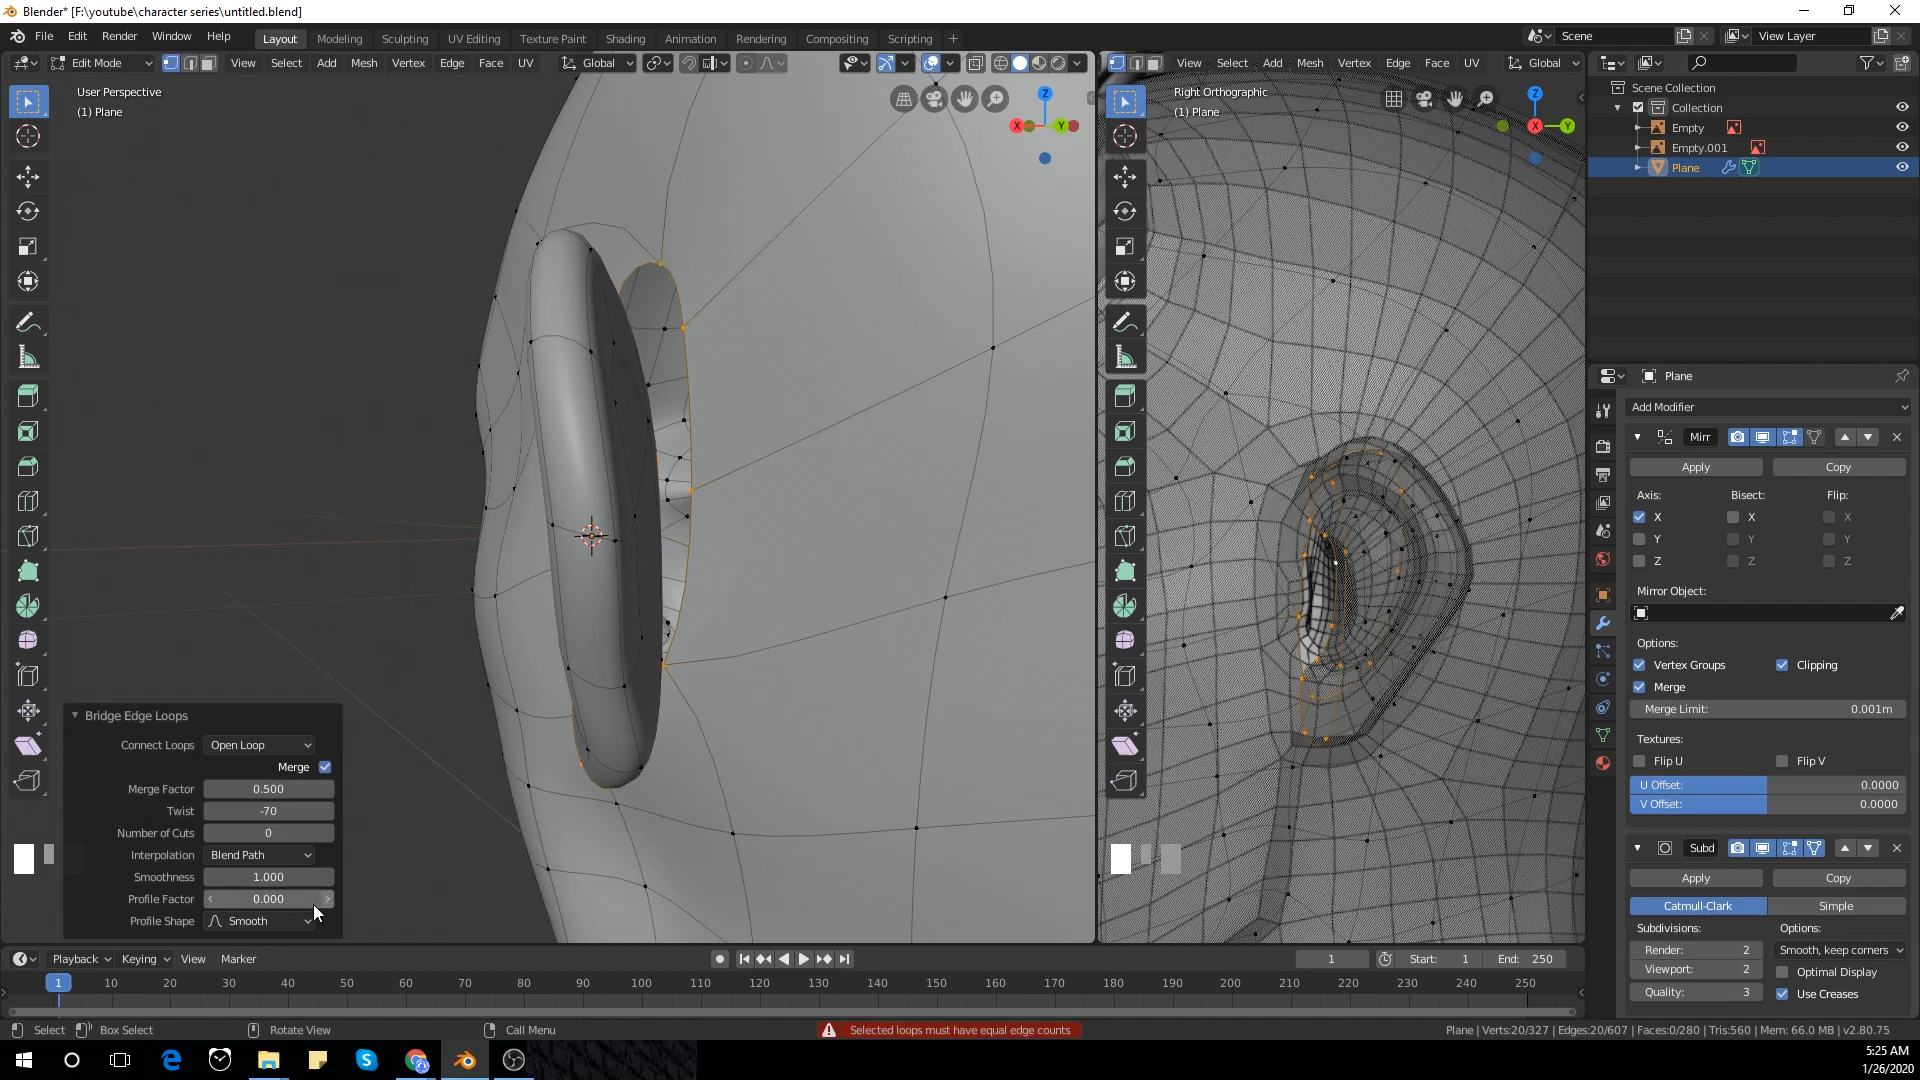 Blender* [F:\youtube\character series\untitled.blend]
File Edit Render Window Help Layout Modeling Sculpting UV Editing Texture Paint Shading Animation Rendering Compositing Scripting + Scene View Layer
Edit Mode View Select Add Mesh Vertex Edge Face UV Global
View Select Add Mesh Vertex Edge Face UV Global
User Perspective
(1) Plane
Z
X
Y
Right Orthographic
(1) Plane
Z
X
Y
Scene Collection
Collection
Empty
Empty.001
Plane
Plane
Add Modifier
Mirr
Apply Copy
Axis: Bisect: Flip:
X X X
Y Y Y
Z Z Z
Mirror Object:
Options:
Vertex Groups Clipping
Merge
Merge Limit: 0.001m
Textures:
Flip U Flip V
U Offset: 0.0000
V Offset: 0.0000
Subd
Apply Copy
Catmull-Clark Simple
Subdivisions: Options:
Render: 2 Smooth, keep corners
Viewport: 2 Optimal Display
Quality: 3 Use Creases
Bridge Edge Loops
Connect Loops Open Loop
Merge
Merge Factor 0.500
Twist -70
Number of Cuts 0
Interpolation Blend Path
Smoothness 1.000
Profile Factor 0.000
Profile Shape Smooth
Playback Keying View Marker 1 Start: 1 End: 250
1 10 20 30 40 50 60 70 80 90 100 110 120 130 140 150 160 170 180 190 200 210 220 230 240 250
Select Box Select Rotate View Call Menu Selected loops must have equal edge counts Plane | Verts:20/327 | Edges:20/607 | Faces:0/280 | Tris:560 | Mem: 66.0 MB | v2.80.75
5:25 AM
1/26/2020